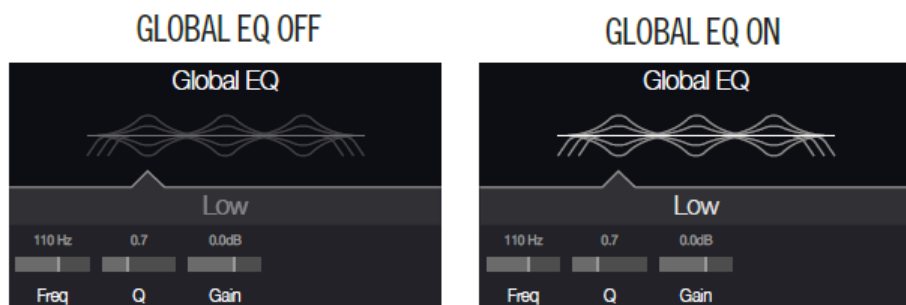 GLOBAL EQ OFF
Global EQ
Low
110 Hz 0.7 0.0dB
Freq Q Gain
GLOBAL EQ ON
Global EQ
Low
110 Hz 0.7 0.0dB
Freq Q Gain